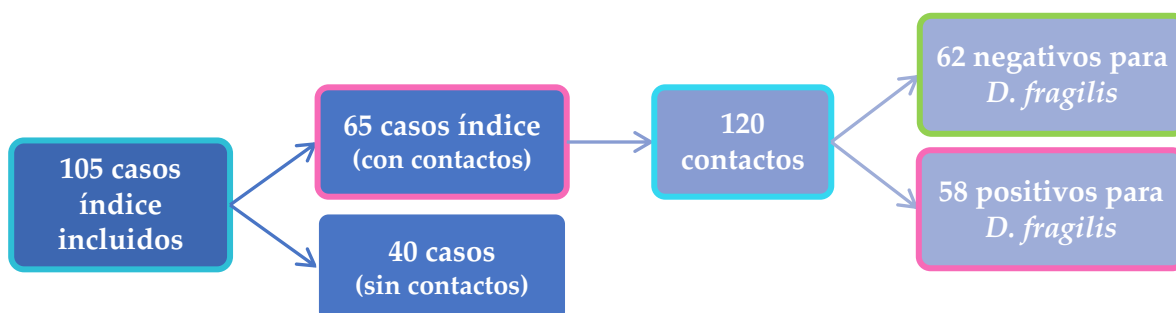 105 casos
índice
incluidos
65 casos índice
(con contactos)
40 casos
(sin contactos)
120
contactos
62 negativos para
D. fragilis
58 positivos para
D. fragilis